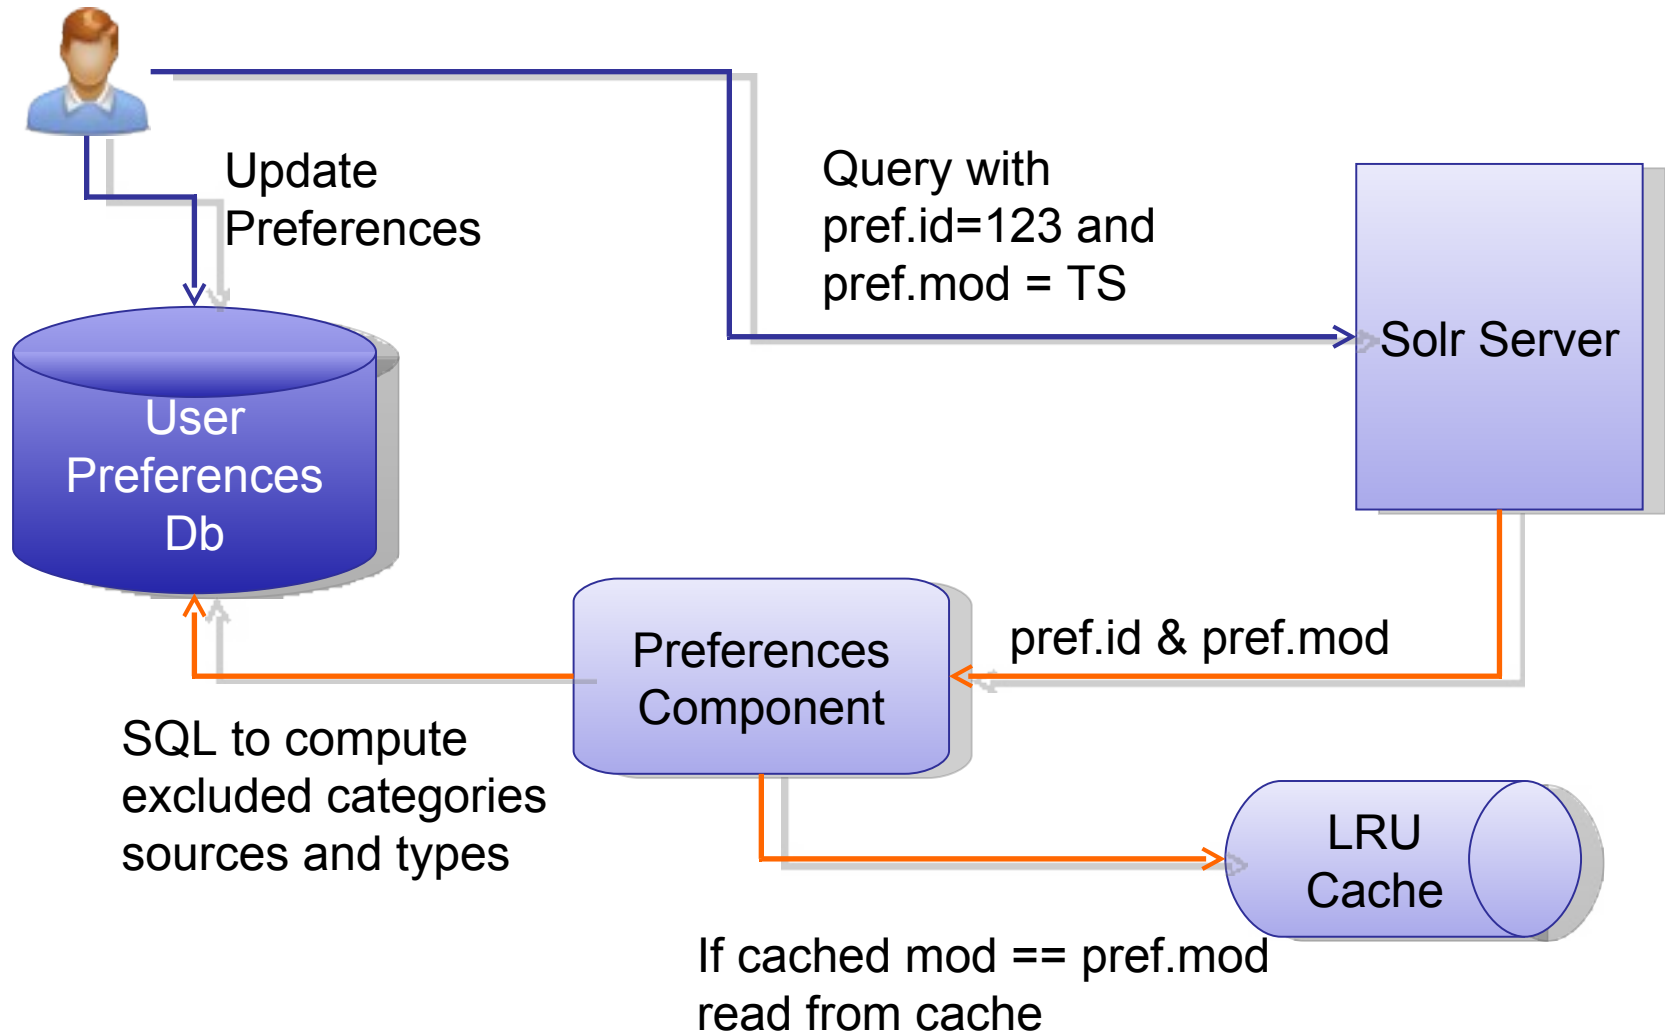 Update
Preferences
Query with
pref.id=123 and
pref.mod = TS
Solr Server
User
Preferences
Db
Preferences
Component
pref.id & pref.mod
SQL to compute
excluded categories
sources and types
LRU
Cache
If cached mod == pref.mod
read from cache